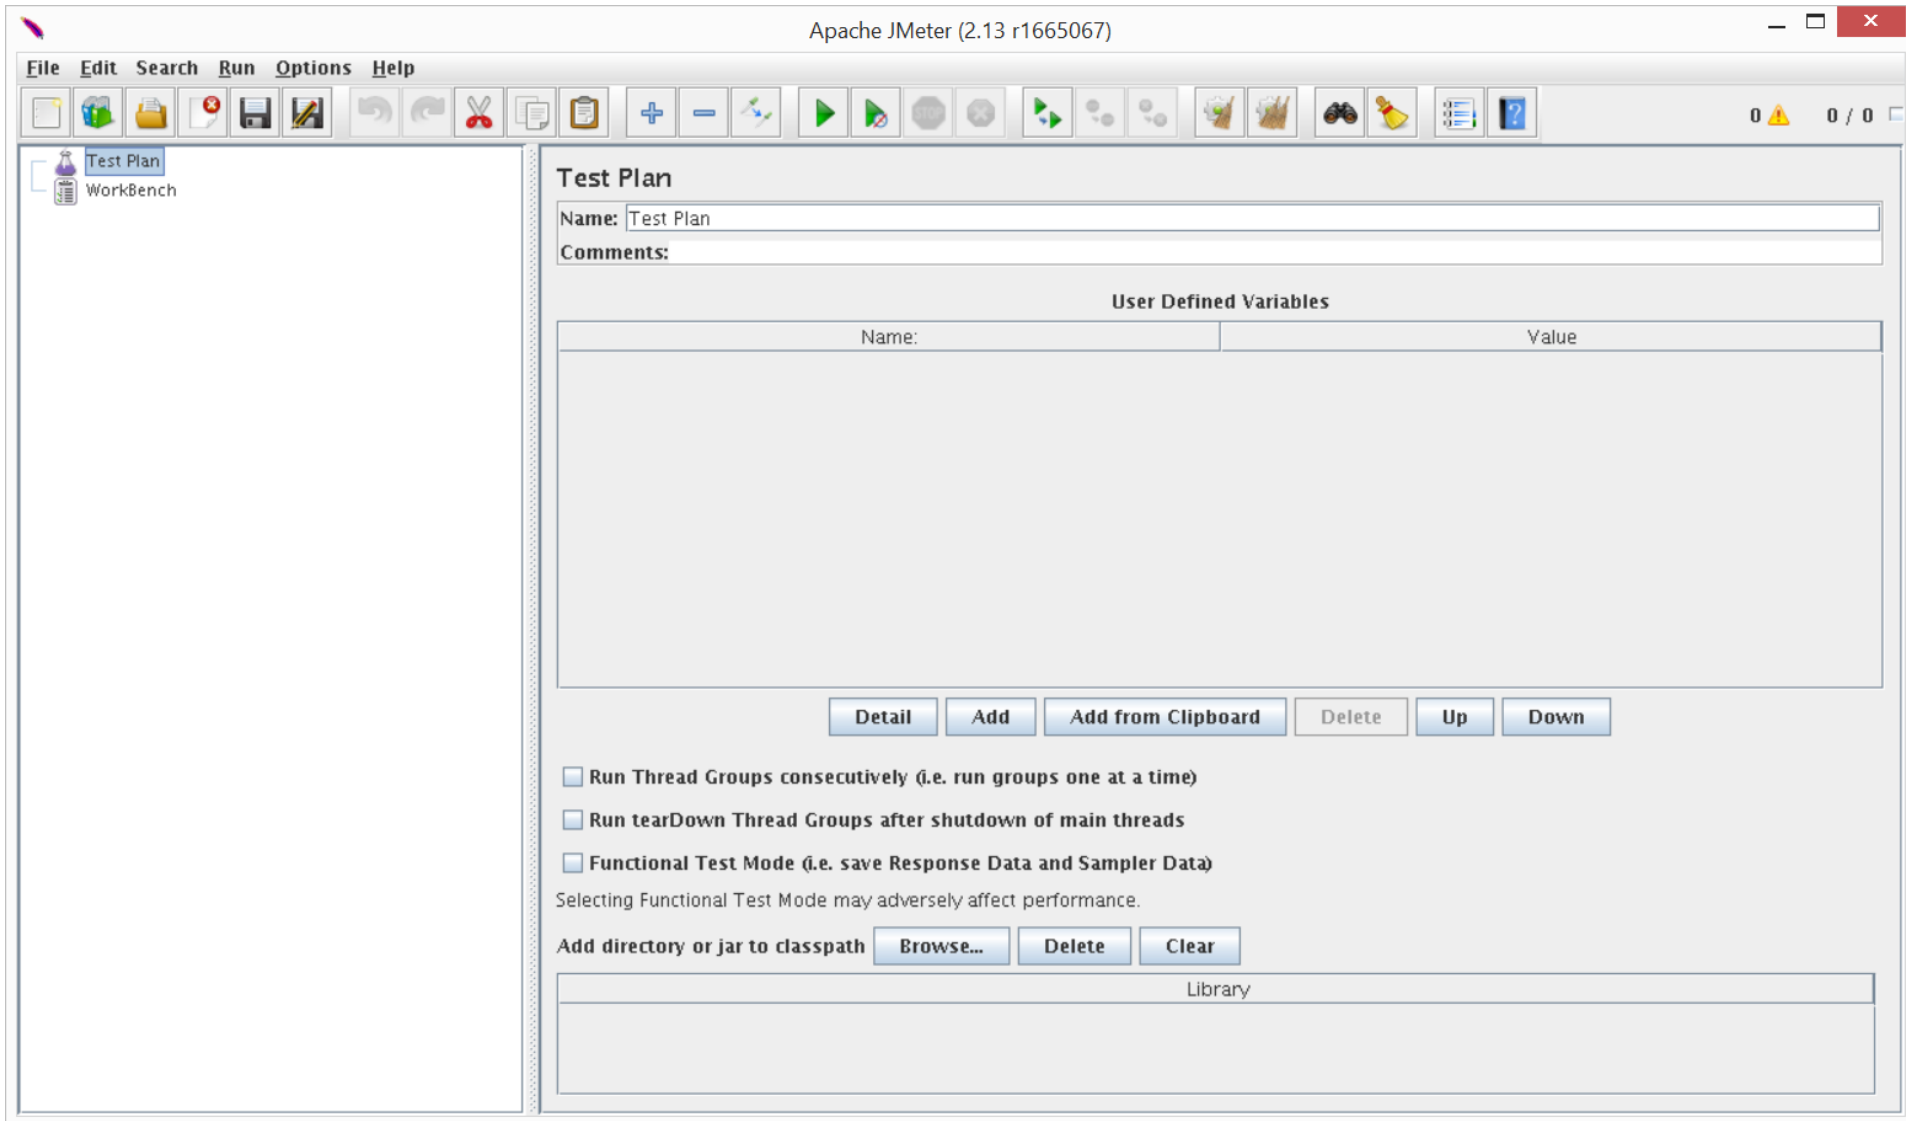 Apache JMeter (2.13 r1665067)
File Edit Search Run Options Help
STOP
0 0 / 0
Test Plan
WorkBench
Test Plan
Name: Test Plan
Comments:
User Defined Variables
Name: Value
Detail Add Add from Clipboard Delete Up Down
Run Thread Groups consecutively (i.e. run groups one at a time)
Run tearDown Thread Groups after shutdown of main threads
Functional Test Mode (i.e. save Response Data and Sampler Data)
Selecting Functional Test Mode may adversely affect performance.
Add directory or jar to classpath Browse... Delete Clear
Library